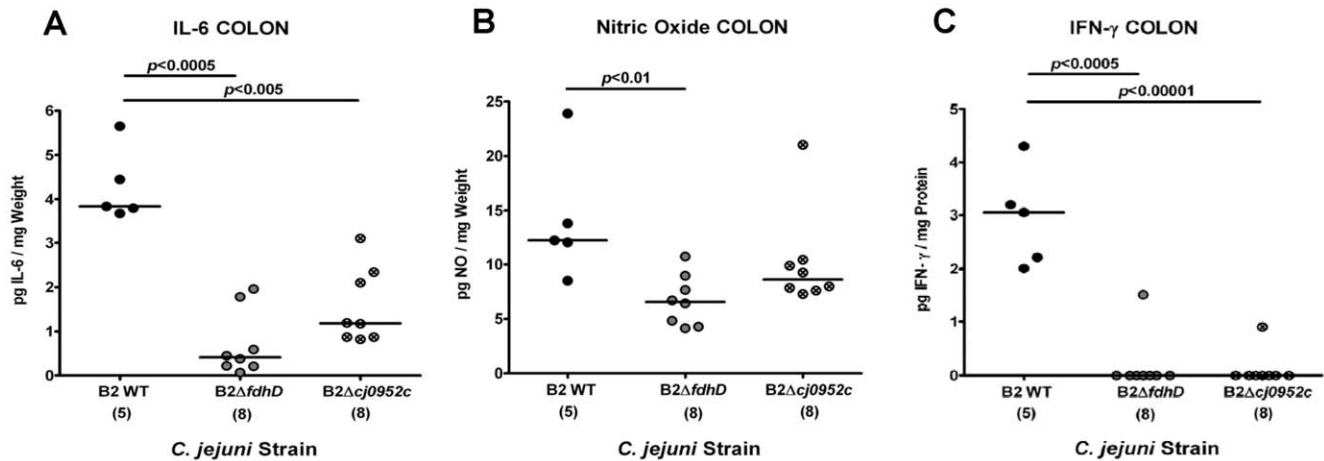 A
IL-6 COLON
p<0.0005
p<0.005
pg IL-6 / mg Weight
6
5
4
3
2
1
0
B2 WT
B2ΔfdhD
B2Δcj0952c
(5)
(8)
(8)
C. jejuni Strain
B
Nitric Oxide COLON
p<0.01
pg NO / mg Weight
25
20
15
10
5
0
B2 WT
B2ΔfdhD
B2Δcj0952c
(5)
(8)
(8)
C. jejuni Strain
C
IFN-γ COLON
p<0.0005
p<0.00001
pg IFN- γ / mg Protein
5
4
3
2
1
0
B2 WT
B2ΔfdhD
B2Δcj0952c
(5)
(8)
(8)
C. jejuni Strain